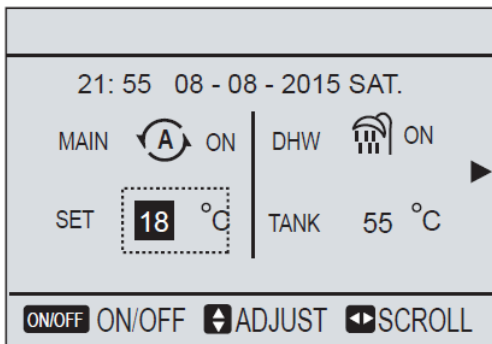 21: 55 08 - 08 - 2015 SAT.
MAIN A ON DHW ON
SET 18 °C TANK 55 °C
ON/OFF ON/OFF ADJUST SCROLL